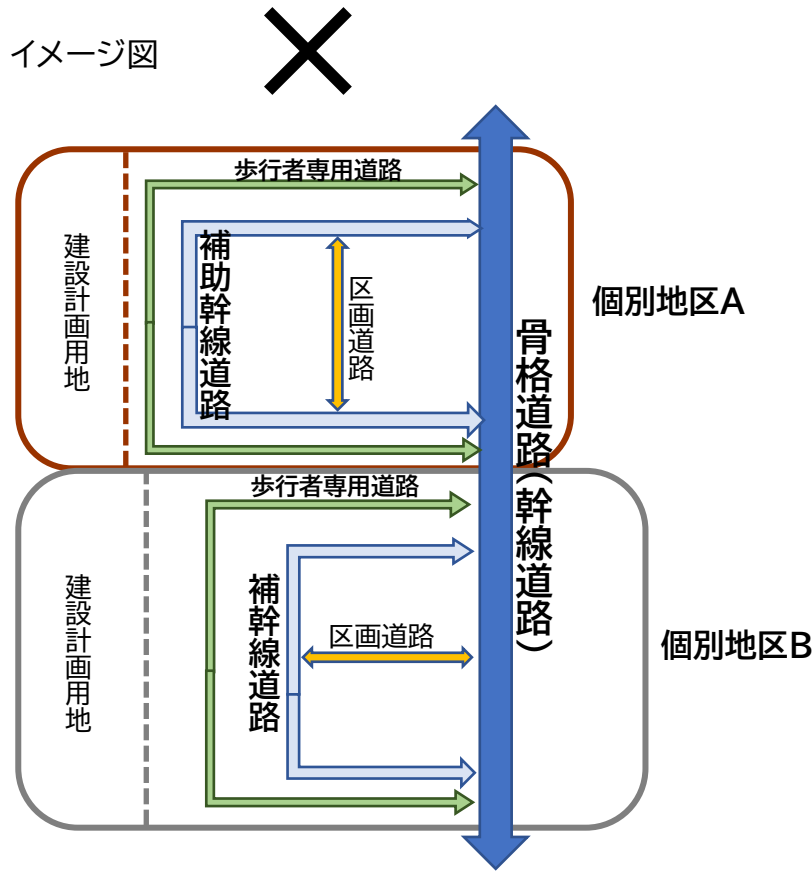 イメージ図
歩行者専用道路
建設計画用地
補助幹線道路
区画道路
個別地区A
骨格道路(幹線道路)
歩行者専用道路
建設計画用地
補幹線道路
区画道路
個別地区B